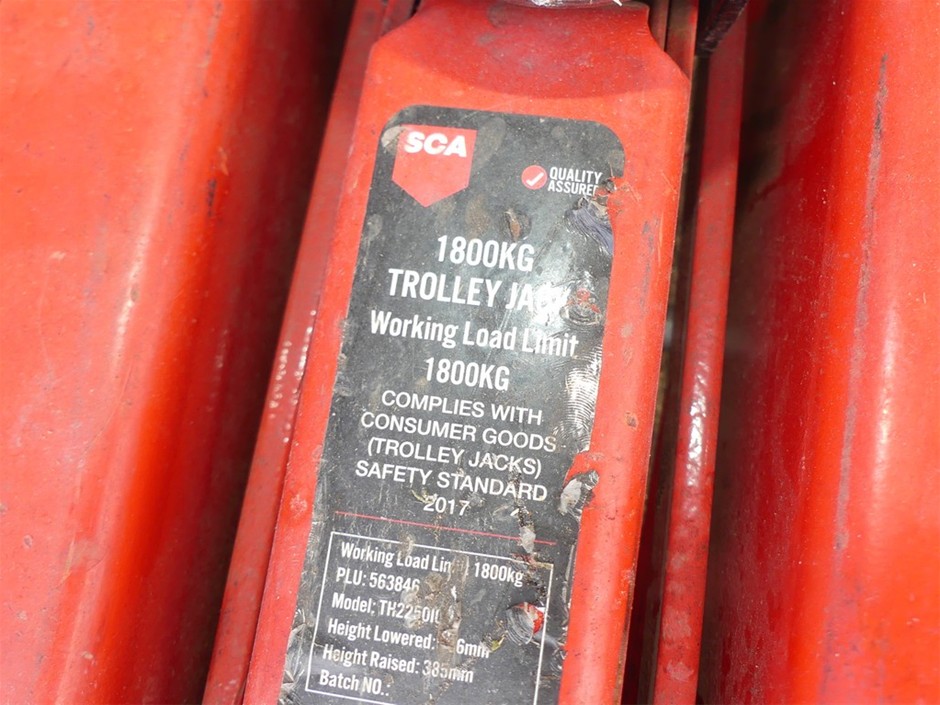 SCA
QUALITY
ASSURED
1800KG
TROLLEY JACK
Working Load Limit
1800KG
COMPLIES WITH
CONSUMER GOODS
(TROLLEY JACKS)
SAFETY STANDARD
2017
Working Load Limit 1800kg
PLU: 563846
Model:
Height Lowered:
Height Raised: 385mm
Batch NO.: